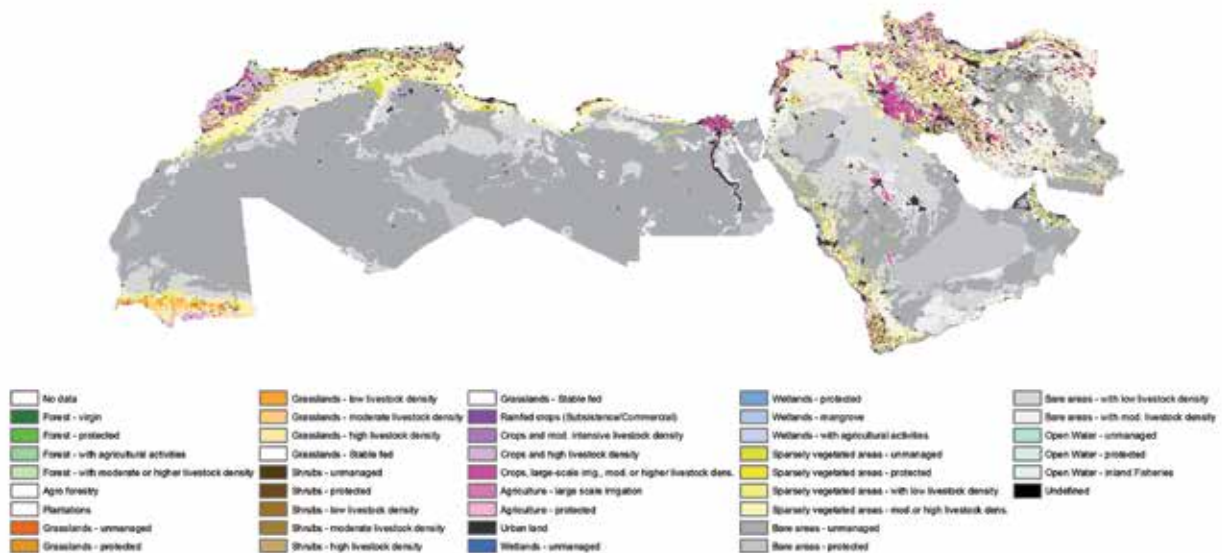 No data
Forest - virgin
Forest - protected
Forest - with agricultural activities
Forest - with moderate or higher livestock density
Agro forestry
Plantations
Grasslands - unmanaged
Grasslands - protected
Grasslands - low livestock density
Grasslands - moderate livestock density
Grasslands - high livestock density
Grasslands - Stable fed
Shrubs - unmanaged
Shrubs - protected
Shrubs - low livestock density
Shrubs - moderate livestock density
Shrubs - high livestock density
Grasslands - Stable fed
Rainfed crops (Subsistence/Commercial)
Crops and mod. intensive livestock density
Crops and high livestock density
Crops, large-scale irrig., mod. or higher livestock dens.
Agriculture - large scale irrigation
Agriculture - protected
Urban land
Wetlands - unmanaged
Wetlands - protected
Wetlands - mangrove
Wetlands - with agricultural activities
Sparsely vegetated areas - unmanaged
Sparsely vegetated areas - protected
Sparsely vegetated areas - with low livestock density
Sparsely vegetated areas - mod. or high livestock dens.
Bare areas - unmanaged
Bare areas - protected
Bare areas - with low livestock density
Bare areas - with mod. livestock density
Open Water - unmanaged
Open Water - protected
Open Water - inland Fisheries
Undefined